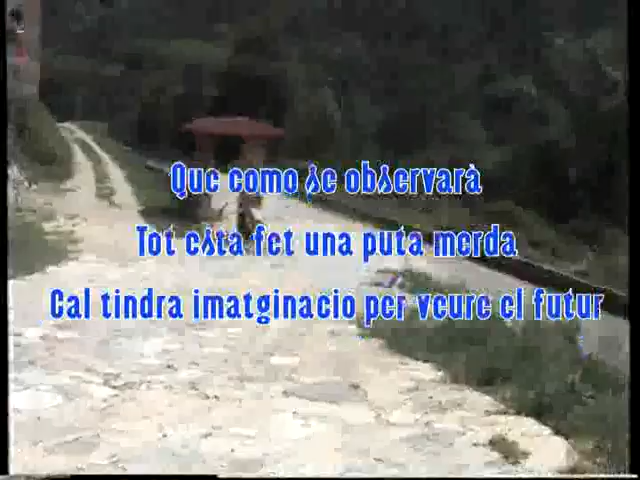 Que como se observarà
Tot esta fet una puta merda
Cal tindra imatginacio per veure el futur